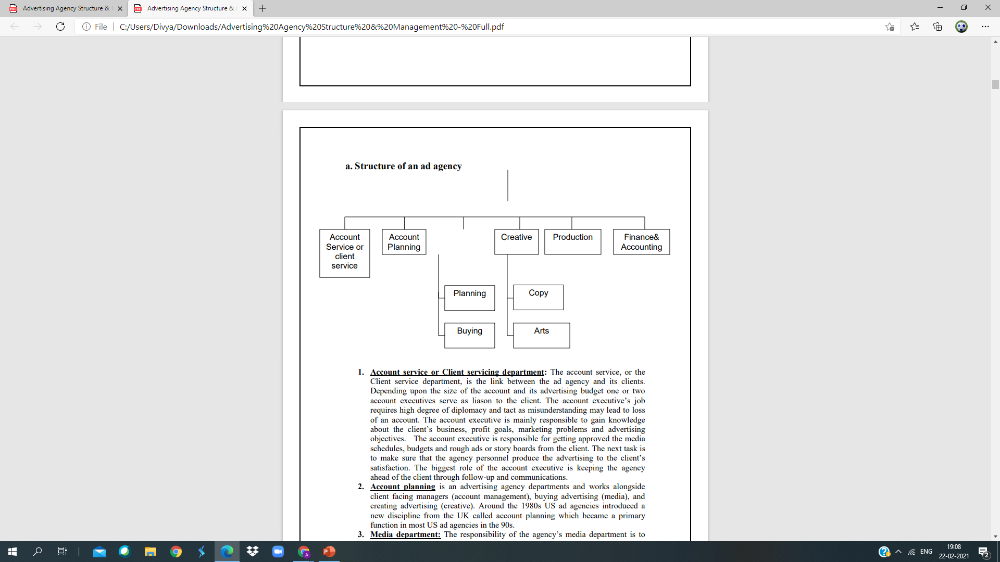 Advertising Agency Structure &
Advertising Agency Structure &
File
C:/Users/Divya/Downloads/Advertising%20Agency%20Structure%20&%20Management%20-%20Full.pdf
a. Structure of an ad agency
Account Service or client service
Account Planning
Creative
Production
Finance& Accounting
Planning
Copy
Buying
Arts
1. Account service or Client servicing department: The account service, or the
Client service department, is the link between the ad agency and its clients.
Depending upon the size of the account and its advertising budget one or two
account executives serve as liason to the client. The account executive’s job
requires high degree of diplomacy and tact as misunderstanding may lead to loss
of an account. The account executive is mainly responsible to gain knowledge
about the client’s business, profit goals, marketing problems and advertising
objectives. The account executive is responsible for getting approved the media
schedules, budgets and rough ads or story boards from the client. The next task is
to make sure that the agency personnel produce the advertising to the client’s
satisfaction. The biggest role of the account executive is keeping the agency
ahead of the client through follow-up and communications.
2. Account planning is an advertising agency departments and works alongside
client facing managers (account management), buying advertising (media), and
creating advertising (creative). Around the 1980s US ad agencies introduced a
new discipline from the UK called account planning which became a primary
function in most US ad agencies in the 90s.
3. Media department: The responsibility of the agency’s media department is to
ENG
19:08
22-02-2021
2